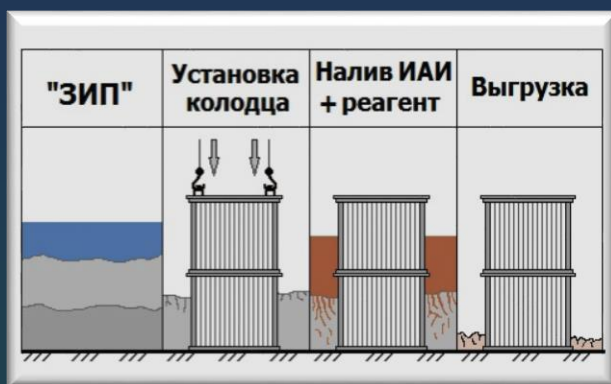 "ЗИП"
Установка
колодца
Налив ИАИ
+ реагент
Выгрузка